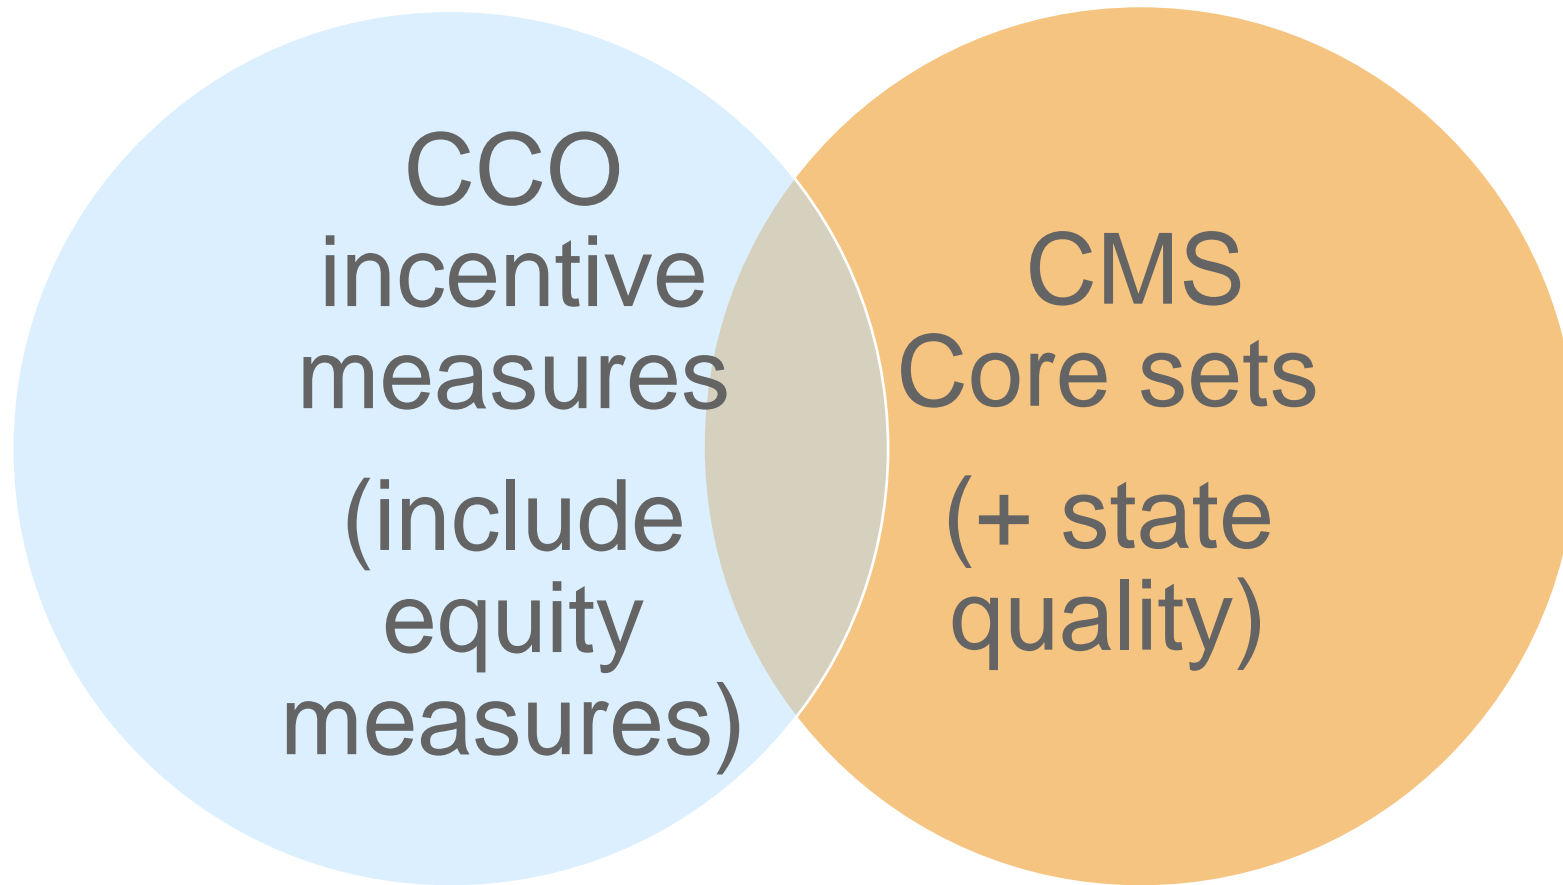 CCO
incentive
measures
(include
equity
measures)
CMS
Core sets
(+ state
quality)